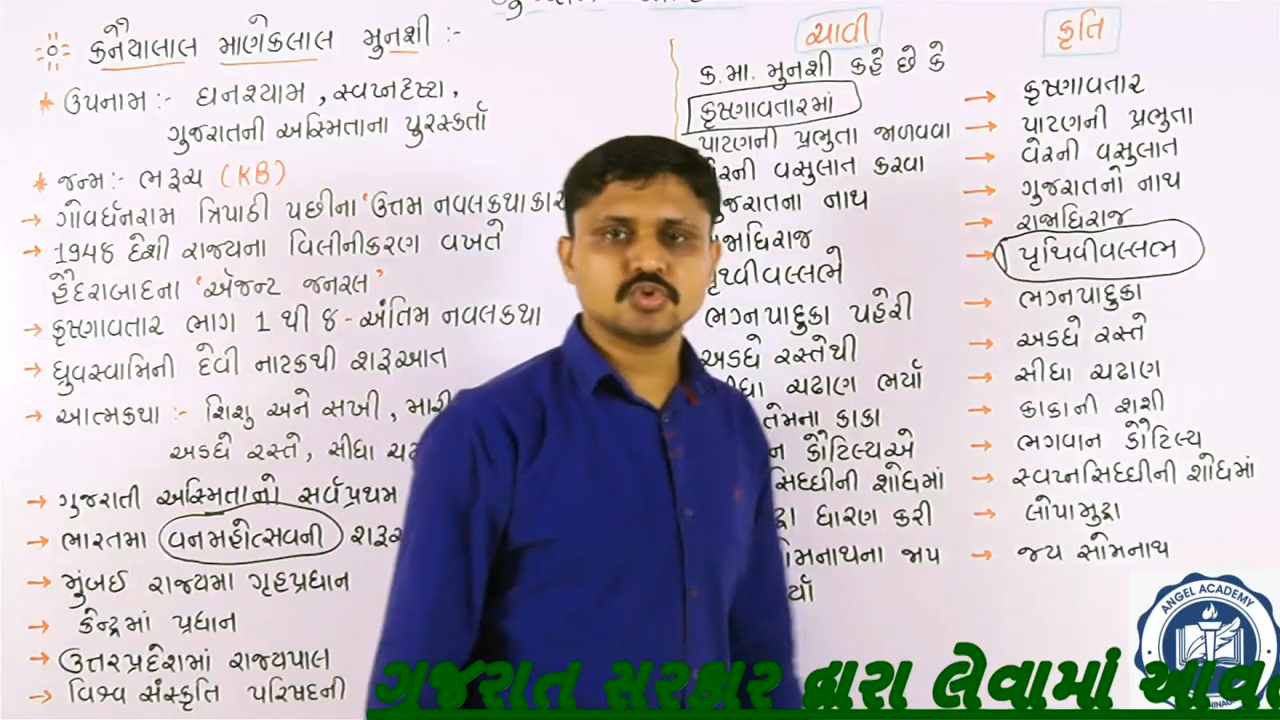 કનૈયાલાલ માણેકલાલ મુનશી :-
* ઉપનામ :- ઘનશ્યામ, સ્વપ્નદષ્ટા,
ગુજરાતની અસ્મિતાના પુરસ્કર્તા
* જન્મ :- ભરૂચ (KB)
→ ગોવર્ધનરામ ત્રિપાઠી પછીના 'ઉત્તમ નવલકથાકાર
→ 1948 દેશી રાજ્યના વિલીનીકરણ વખતે
હૈદરાબાદના 'એજન્ટ જનરલ'
→ કૃષ્ણાવતાર ભાગ 1 થી 8 - અંતિમ નવલકથા
→ ધ્રુવસ્વામિની દેવી નાટકથી શરૂઆત
→ આત્મકથા :- શિશુ અને સખી, મારી
અડધે રસ્તે, સીધા
→ ગુજરાતી અસ્મિતાનો સર્વપ્રથમ
→ ભારતમા વનમહોત્સવની
→ મુંબઈ રાજ્યમા ગૃહપ્રધાન
→ કેન્દ્રમાં પ્રધાન
→ ઉત્તરપ્રદેશમાં રાજ્યપાલ
→ વિશ્વ સંસ્કૃતિ પરિષદની
ચાવી
ક.મા. મુનશી કહે છે કે
કૃષ્ણાવતારમાં
પાટણની પ્રભુતા જાળવવા
વેરની વસુલાત કરવા
ગુજરાતના નાથ
રાજાધિરાજ
પૃથ્વીવલ્લભે
ભગ્નપાદુકા પહેરી
અડધે રસ્તેથી
સીધા ચઢાણ ભર્યા
તેમના કાકા
કૌટિલ્યએ
સિદ્ધીની શોધમાં
ધારણ કરી
સોમનાથના જાપ
કૃતિ
→ કૃષ્ણાવતાર
→ પાટણની પ્રભુતા
→ વેરની વસુલાત
→ ગુજરાતનો નાથ
→ રાજાધિરાજ
→ પૃથિવીવલ્લભ
→ ભગ્નપાદુકા
→ અડધે રસ્તે
→ સીધા ચઢાણ
→ કાકાની શશી
→ ભગવાન કૌટિલ્ય
→ સ્વપ્નસિધ્ધીની શોધમાં
→ લોપામુદ્રા
→ જય સોમનાથ
ANGEL ACADEMY
ગુજરાત સરકાર દ્વારા લેવામાં